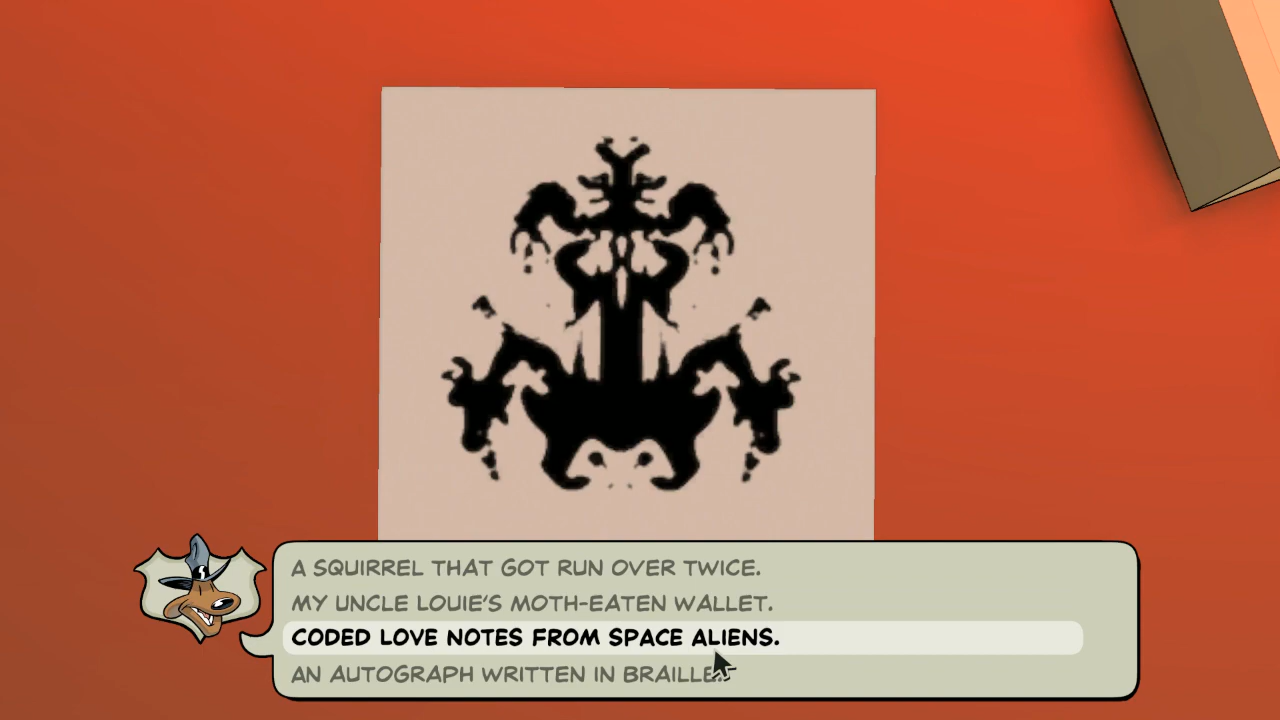 A SQUIRREL THAT GOT RUN OVER TWICE.
MY UNCLE LOUIE'S MOTH-EATEN WALLET.
CODED LOVE NOTES FROM SPACE ALIENS.
AN AUTOGRAPH WRITTEN IN BRAILLE.